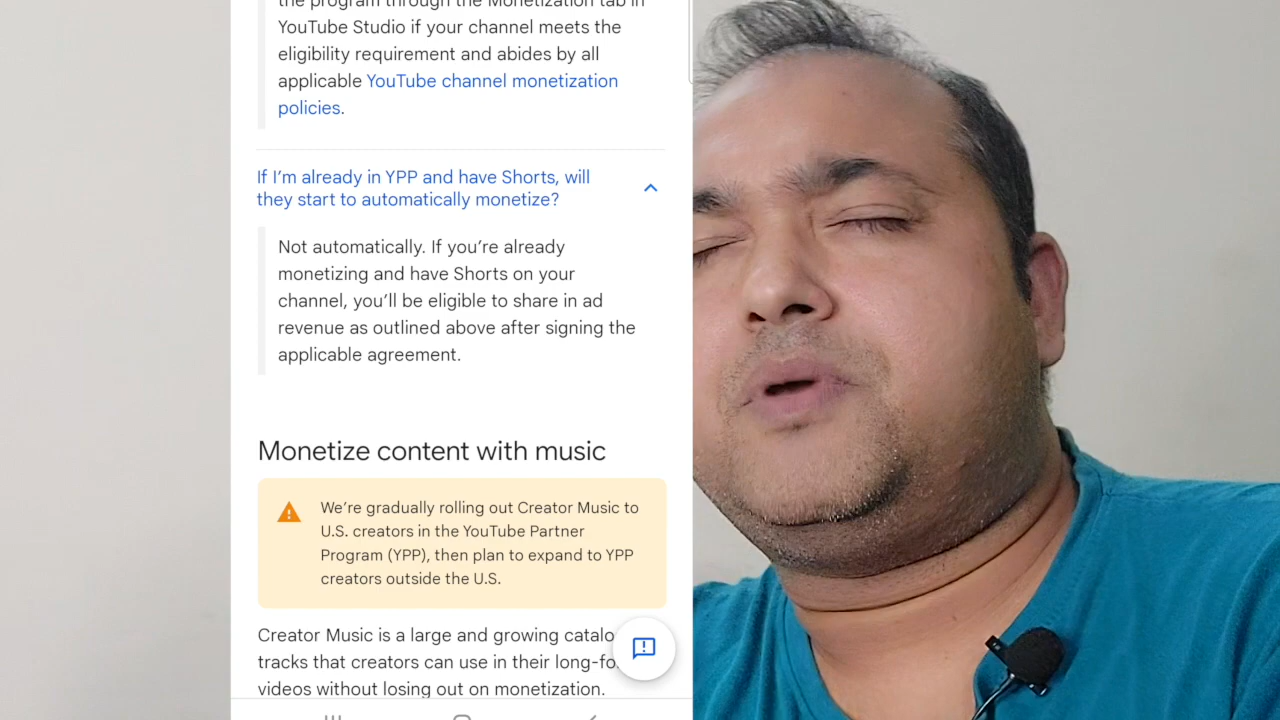 the program through the Monetization tab in
YouTube Studio if your channel meets the
eligibility requirement and abides by all
applicable YouTube channel monetization
policies.
If I’m already in YPP and have Shorts, will
they start to automatically monetize?
Not automatically. If you’re already
monetizing and have Shorts on your
channel, you’ll be eligible to share in ad
revenue as outlined above after signing the
applicable agreement.
Monetize content with music
We’re gradually rolling out Creator Music to
U.S. creators in the YouTube Partner
Program (YPP), then plan to expand to YPP
creators outside the U.S.
Creator Music is a large and growing catalo
tracks that creators can use in their long-fo
videos without losing out on monetization.